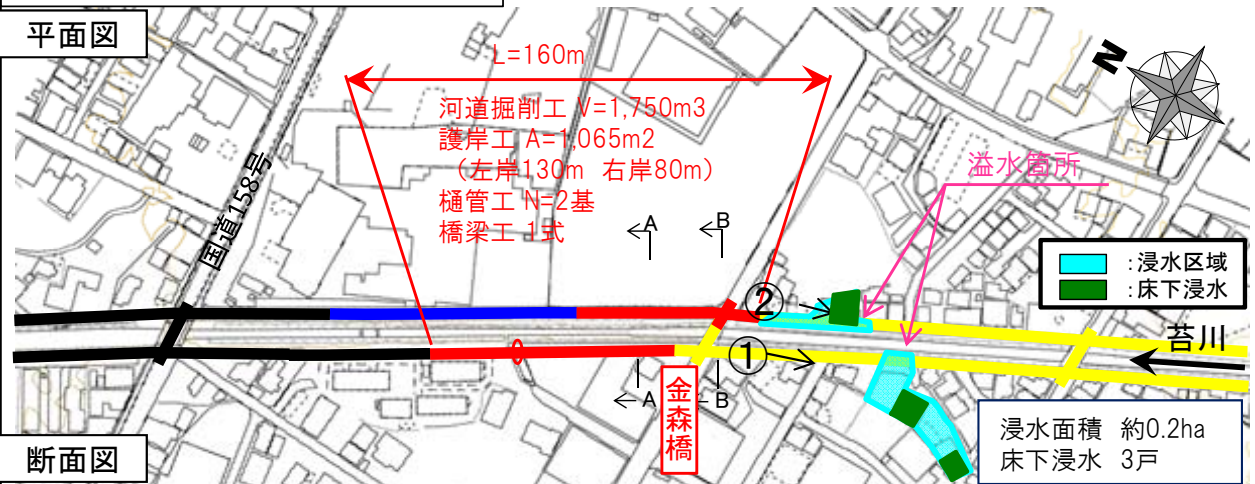 平面図
L=160m
河道掘削工 V=1,750m3
護岸工 A=1,065m2
（左岸130m 右岸80m）
樋管工 N=2基
橋梁工 1式
国道158号
N
溢水箇所
A
B
:浸水区域
:床下浸水
②
①
苔川
A
B
金森橋
浸水面積 約0.2ha
床下浸水 3戸
断面図